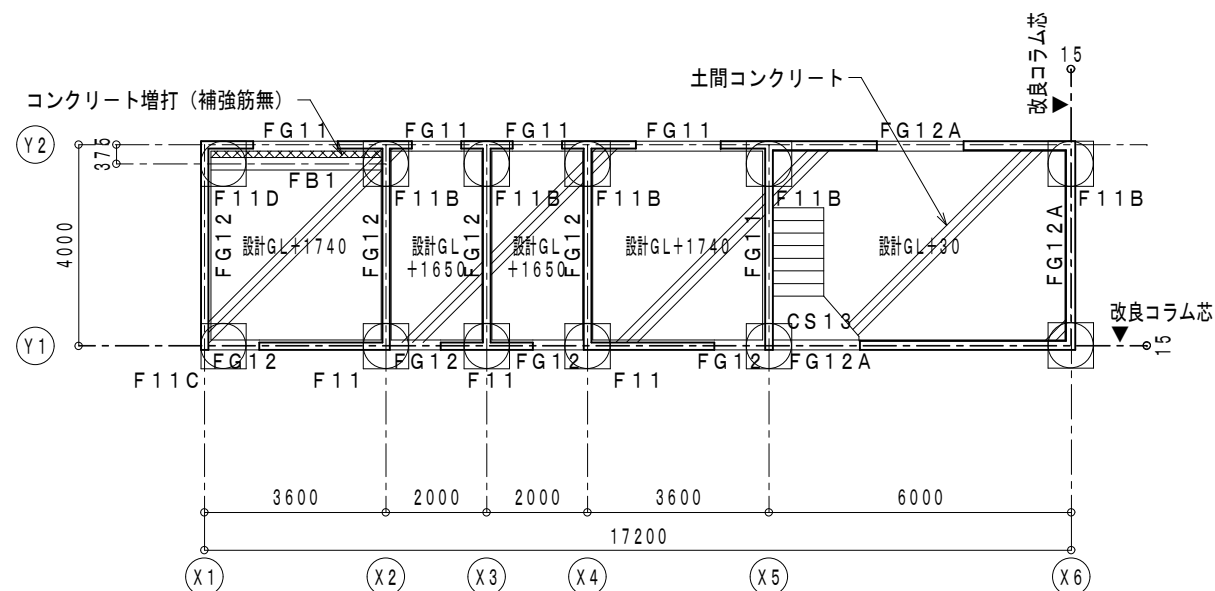 改良コラム芯
15
土間コンクリート
コンクリート増打（補強筋無）
Y2
375
FG11
FG11
FG11
FG11
FG12A
FB1
F11D
F11B
F11B
F11B
F11B
F11B
4000
FG12
設計GL+1740
FG12
設計GL
+1650
FG12
設計GL
+1650
FG12
設計GL+1740
FG11
設計GL+30
FG12A
CS13
改良コラム芯
15
Y1
FG12
FG12
FG12
FG12
FG12A
F11C
F11
F11
F11
3600
2000
2000
3600
6000
17200
X1
X2
X3
X4
X5
X6